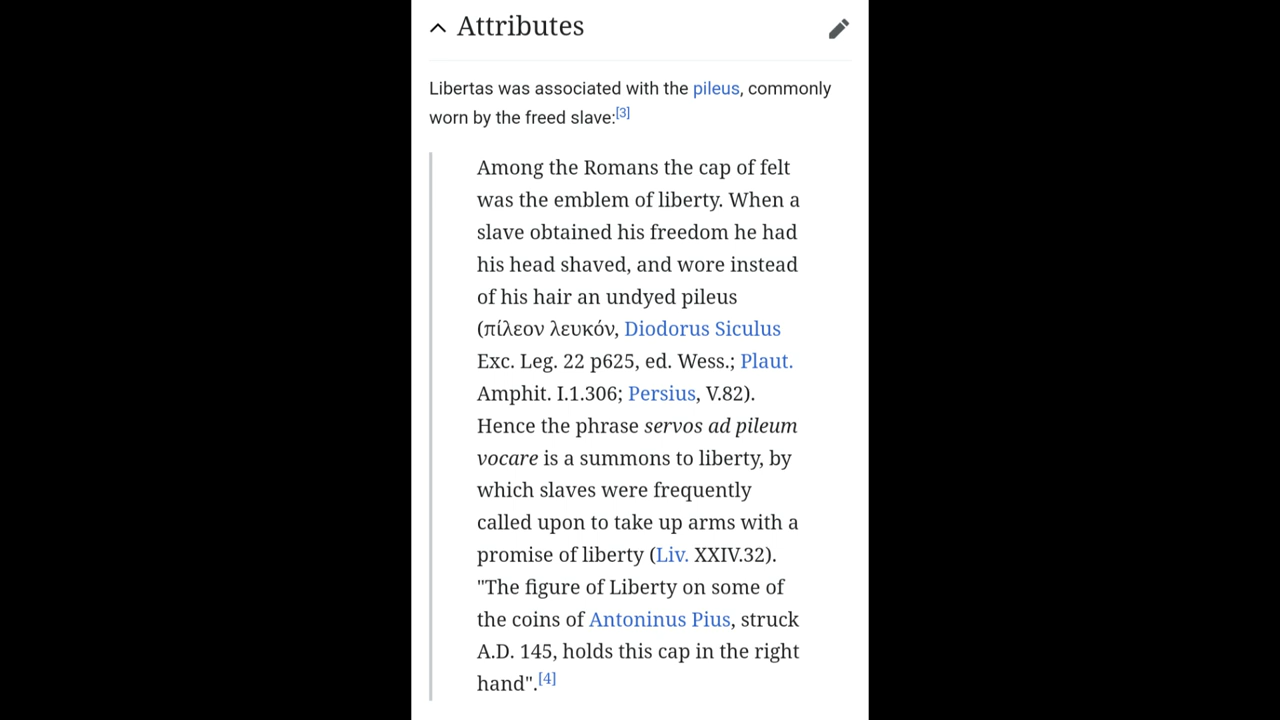 Attributes
Libertas was associated with the pileus, commonly
worn by the freed slave:[3]
Among the Romans the cap of felt
was the emblem of liberty. When a
slave obtained his freedom he had
his head shaved, and wore instead
of his hair an undyed pileus
(πίλεον λευκόν, Diodorus Siculus
Exc. Leg. 22 p625, ed. Wess.; Plaut.
Amphit. I.1.306; Persius, V.82).
Hence the phrase servos ad pileum
vocare is a summons to liberty, by
which slaves were frequently
called upon to take up arms with a
promise of liberty (Liv. XXIV.32).
"The figure of Liberty on some of
the coins of Antoninus Pius, struck
A.D. 145, holds this cap in the right
hand".[4]